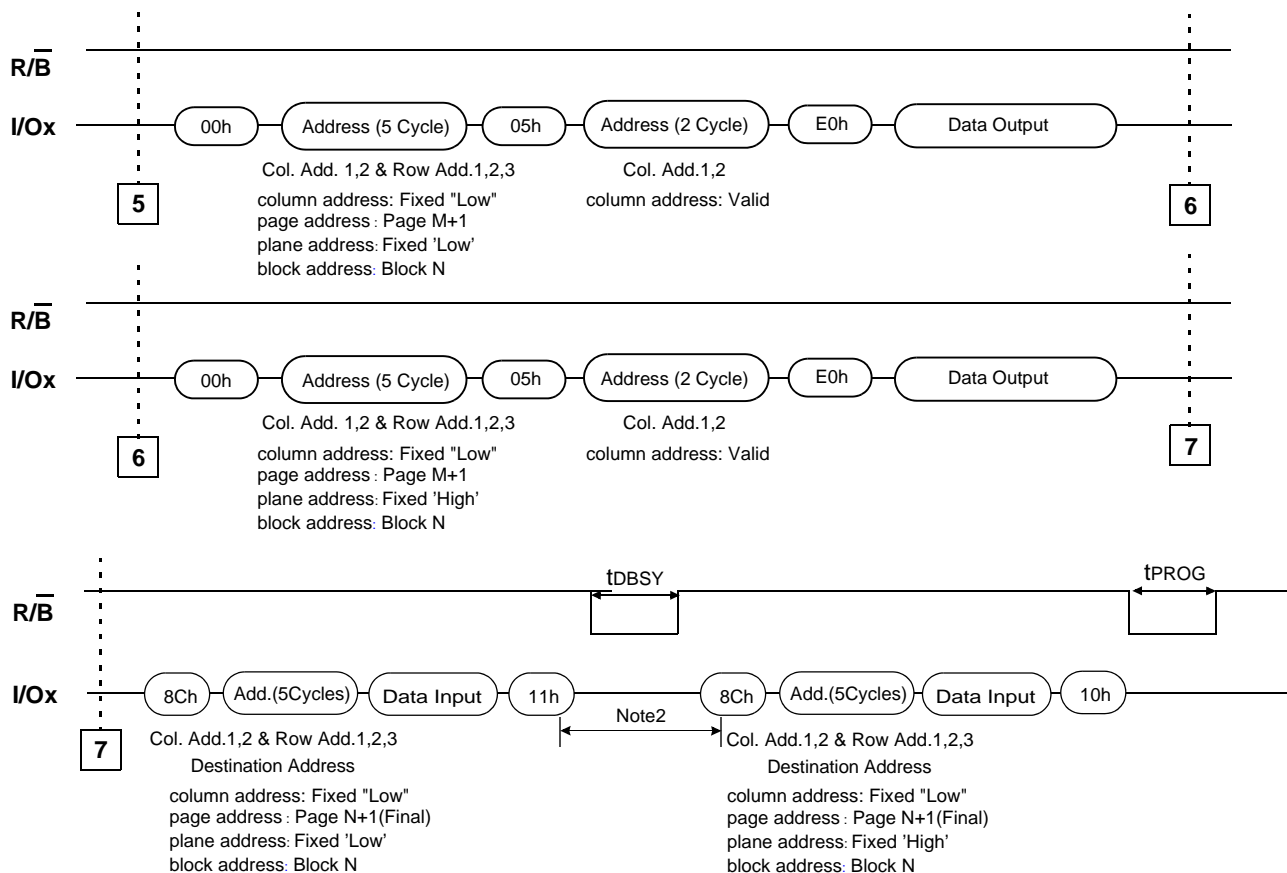 R/B
I/Ox
00h Address (5 Cycle) 05h Address (2 Cycle) E0h Data Output
Col. Add. 1,2 & Row Add.1,2,3 Col. Add.1,2
column address: Fixed "Low" column address: Valid
page address : Page M+1
plane address: Fixed 'Low'
block address: Block N
5 6
R/B
I/Ox
00h Address (5 Cycle) 05h Address (2 Cycle) E0h Data Output
Col. Add. 1,2 & Row Add.1,2,3 Col. Add.1,2
column address: Fixed "Low" column address: Valid
page address : Page M+1
plane address: Fixed 'High'
block address: Block N
6 7
tDBSY tPROG
R/B
I/Ox
8Ch Add.(5Cycles) Data Input 11h 8Ch Add.(5Cycles) Data Input 10h
Note2
7
Col. Add.1,2 & Row Add.1,2,3 Col. Add.1,2 & Row Add.1,2,3
Destination Address Destination Address
column address: Fixed "Low" column address: Fixed "Low"
page address : Page N+1(Final) page address : Page N+1(Final)
plane address: Fixed 'Low' plane address: Fixed 'High'
block address: Block N block address: Block N